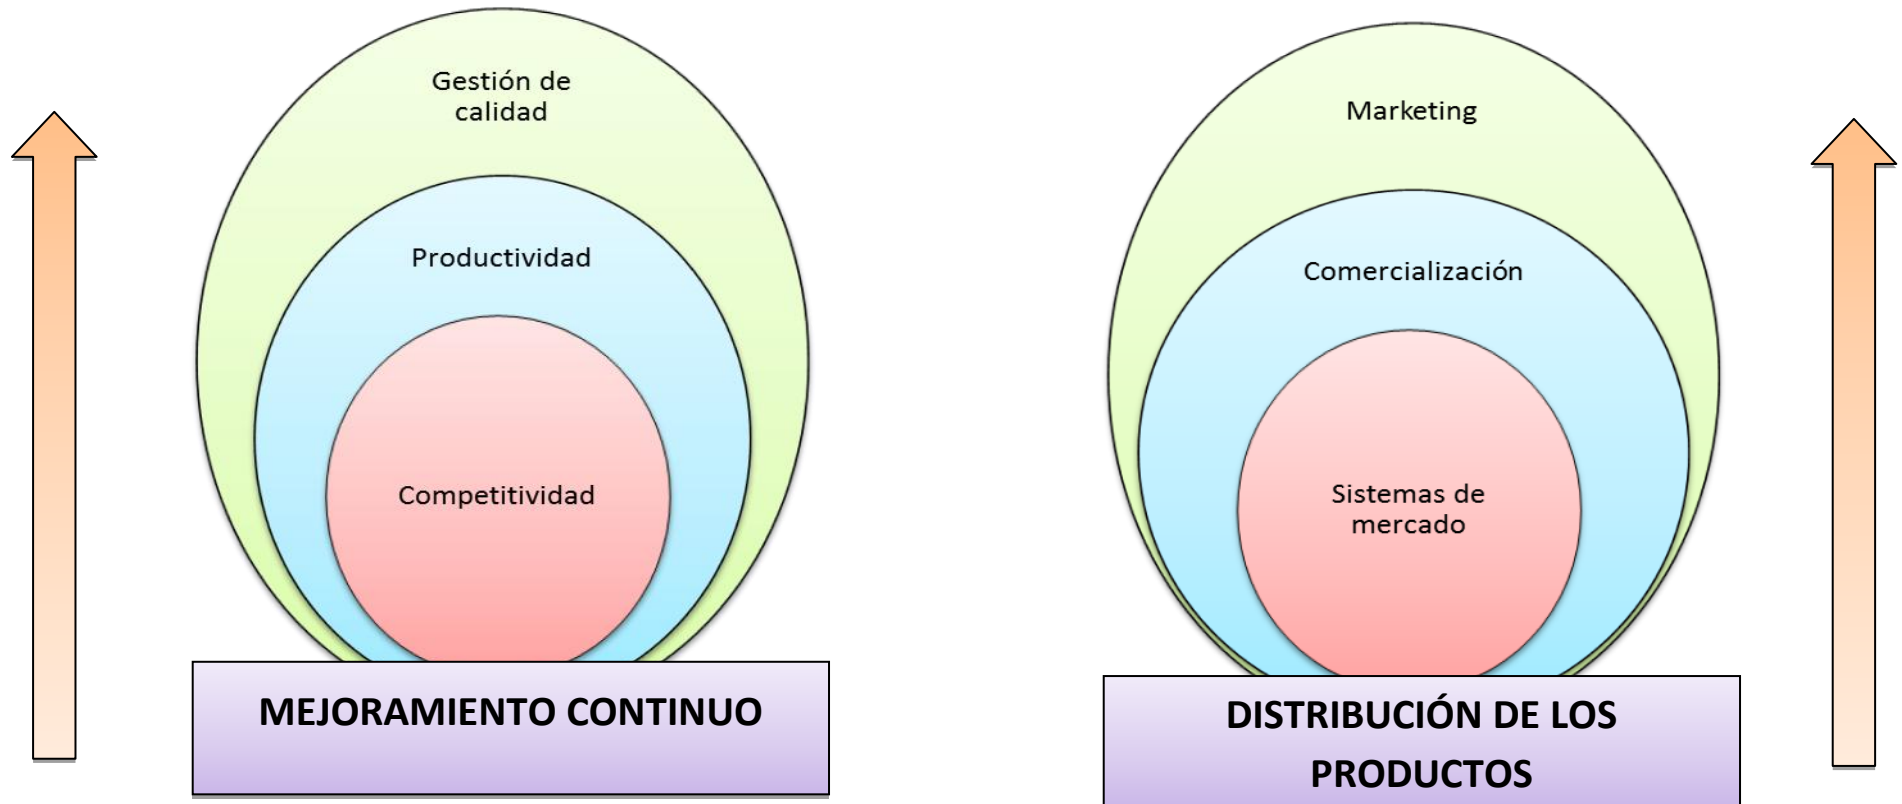 Gestión de
calidad
Productividad
Competitividad
MEJORAMIENTO CONTINUO
Marketing
Comercialización
Sistemas de
mercado
DISTRIBUCIÓN DE LOS
PRODUCTOS